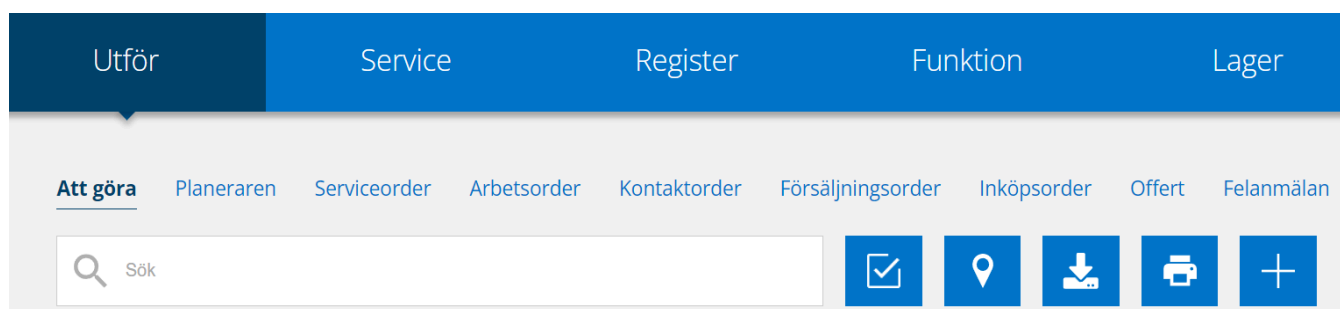 Utför Service Register Funktion Lager
Att göra Planeraren Serviceorder Arbetsorder Kontaktorder Försäljningsorder Inköpsorder Offert Felanmälan
Sök